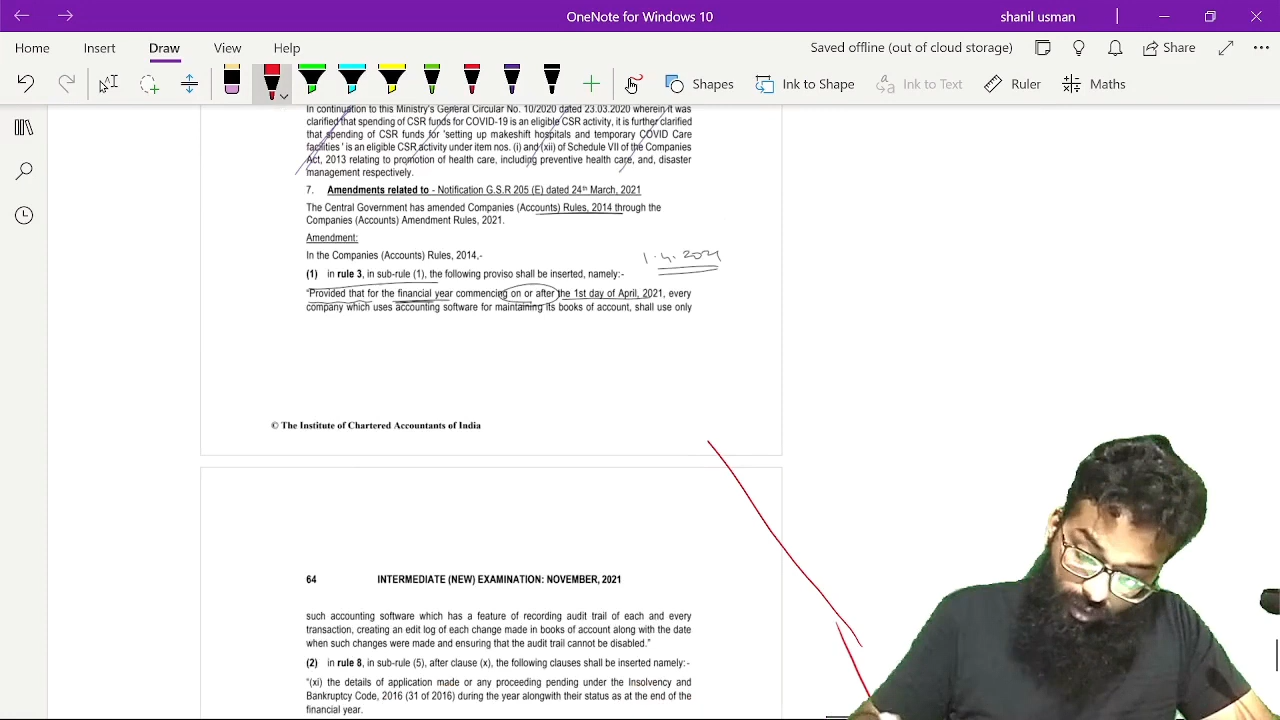 OneNote for Windows 10
shanil usman
Home Insert Draw View Help
Saved offline (out of cloud storage)
Share
Shapes
Ink to Shape
Ink to Text
Ruler
Maths
In continuation to this Ministry's General Circular No. 10/2020 dated 23.03.2020 wherein it was
clarified that spending of CSR funds for COVID-19 is an eligible CSR activity, it is further clarified
that spending of CSR funds for 'setting up makeshift hospitals and temporary COVID Care
facilities ' is an eligible CSR activity under item nos. (i) and (xii) of Schedule VII of the Companies
Act, 2013 relating to promotion of health care, including preventive health care, and, disaster
management respectively.
7. Amendments related to - Notification G.S.R 205 (E) dated 24th March, 2021
The Central Government has amended Companies (Accounts) Rules, 2014 through the
Companies (Accounts) Amendment Rules, 2021.
Amendment:
In the Companies (Accounts) Rules, 2014,-
1.4.2021
(1) in rule 3, in sub-rule (1), the following proviso shall be inserted, namely:-
"Provided that for the financial year commencing on or after the 1st day of April, 2021, every
company which uses accounting software for maintaining its books of account, shall use only
© The Institute of Chartered Accountants of India
64 INTERMEDIATE (NEW) EXAMINATION: NOVEMBER, 2021
such accounting software which has a feature of recording audit trail of each and every
transaction, creating an edit log of each change made in books of account along with the date
when such changes were made and ensuring that the audit trail cannot be disabled."
(2) in rule 8, in sub-rule (5), after clause (x), the following clauses shall be inserted namely:-
"(xi) the details of application made or any proceeding pending under the Insolvency and
Bankruptcy Code, 2016 (31 of 2016) during the year alongwith their status as at the end of the
financial year.